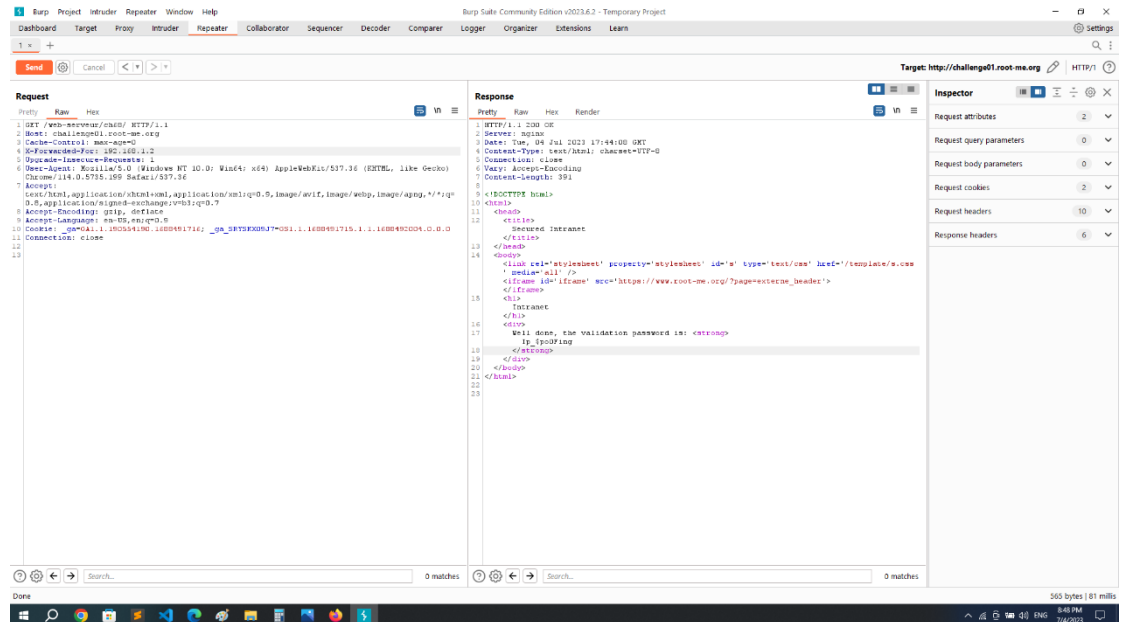 Burp Project Intruder Repeater Window Help
Burp Suite Community Edition v2023.6.2 - Temporary Project
Dashboard Target Proxy Intruder Repeater Collaborator Sequencer Decoder Comparer Logger Organizer Extensions Learn
Settings
1 × +
Send Cancel < >
Target: http://challenge01.root-me.org HTTP/1
Request
Pretty Raw Hex
\n
1 GET /web-serveur/ch68/ HTTP/1.1
2 Host: challenge01.root-me.org
3 Cache-Control: max-age=0
4 X-Forwarded-For: 192.168.1.2
5 Upgrade-Insecure-Requests: 1
6 User-Agent: Mozilla/5.0 (Windows NT 10.0; Win64; x64) AppleWebKit/537.36 (KHTML, like Gecko)
Chrome/114.0.5735.199 Safari/537.36
7 Accept:
text/html,application/xhtml+xml,application/xml;q=0.9,image/avif,image/webp,image/apng,*/*;q=
0.8,application/signed-exchange;v=b3;q=0.7
8 Accept-Encoding: gzip, deflate
9 Accept-Language: en-US,en;q=0.9
10 Cookie:
11 Connection: close
12
13
Search...
0 matches
Response
Pretty Raw Hex Render
\n
1 HTTP/1.1 200 OK
2 Server: nginx
3 Date: Tue, 04 Jul 2023 17:44:08 GMT
4 Content-Type: text/html; charset=UTF-8
5 Connection: close
6 Vary: Accept-Encoding
7 Content-Length: 391
8
9 <!DOCTYPE html>
10 <html>
11 <head>
12 <title>
Secured Intranet
</title>
13 </head>
14 <body>
<link rel='stylesheet' property='stylesheet' id='s' type='text/css' href='/template/s.css
' media='all' />
<iframe id='iframe' src='https://www.root-me.org/?page=externe_header'>
</iframe>
15 <h1>
Intranet
</h1>
16 <div>
17 Well done, the validation password is: <strong>
Ip_$po0Fing
18 </strong>
19 </div>
20 </body>
21 </html>
22
23
Search...
0 matches
Inspector
Request attributes 2
Request query parameters 0
Request body parameters 0
Request cookies 2
Request headers 10
Response headers 6
Done
565 bytes | 81 millis
ENG
8:48 PM
7/4/2023